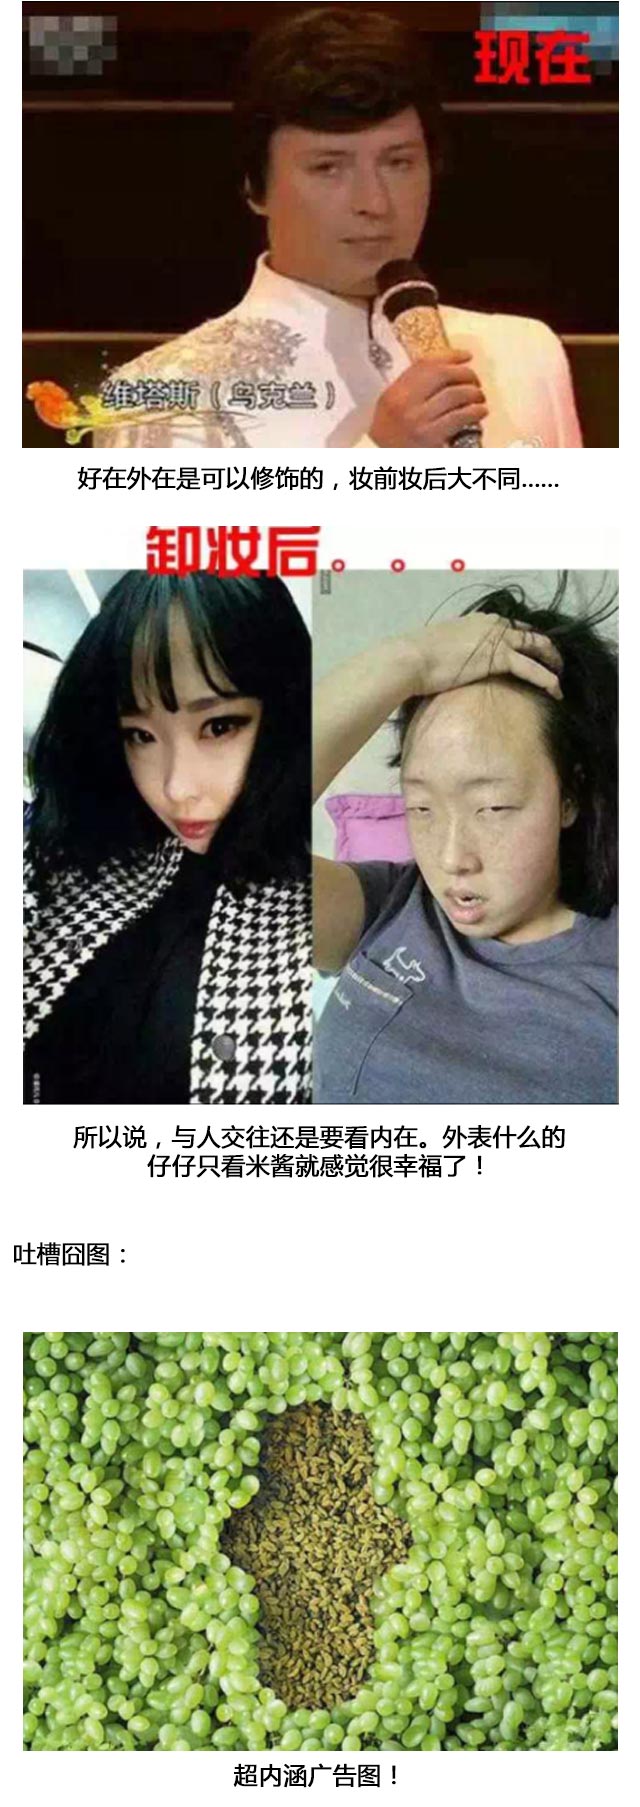 现在
维塔斯（乌克兰）
好在外在是可以修饰的，妆前妆后大不同......
卸妆后。。。
所以说，与人交往还是要看内在。外表什么的
仔仔只看米酱就感觉很幸福了！
吐槽囧图：
超内涵广告图！